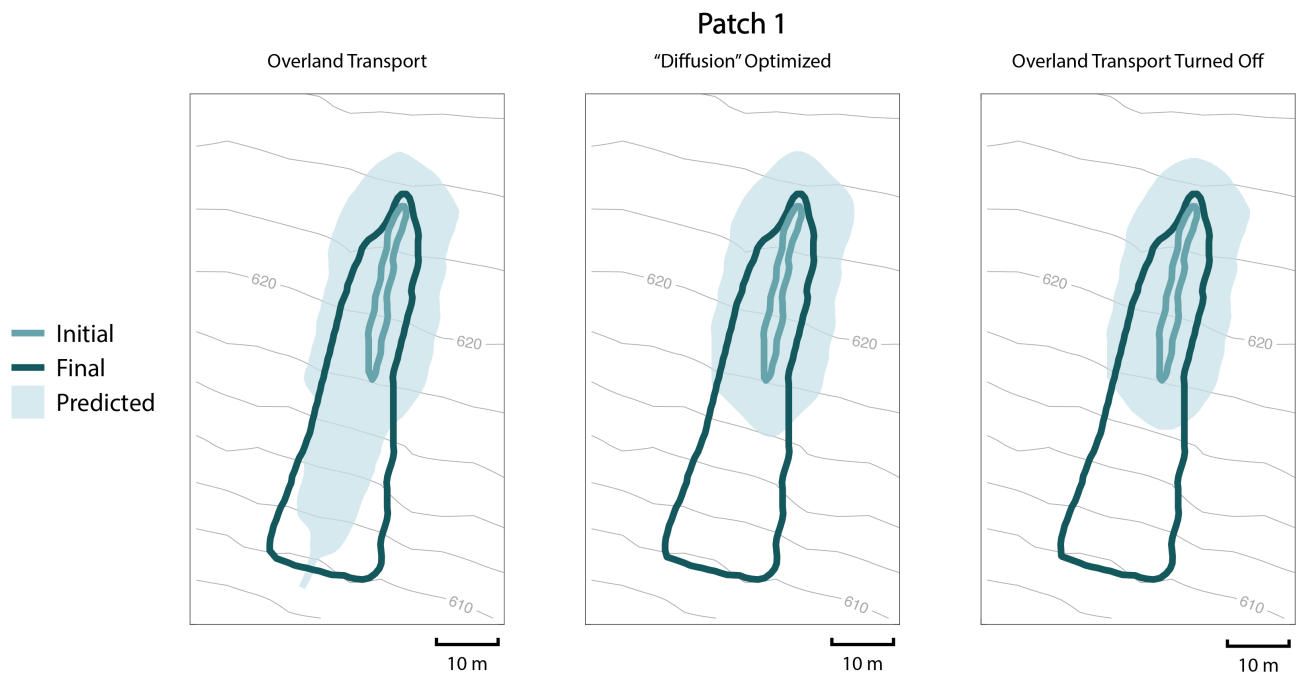 Patch 1
Overland Transport
“Diffusion” Optimized
Overland Transport Turned Off
Initial
Final
Predicted
620
620
610
10 m
620
620
610
10 m
620
620
610
10 m